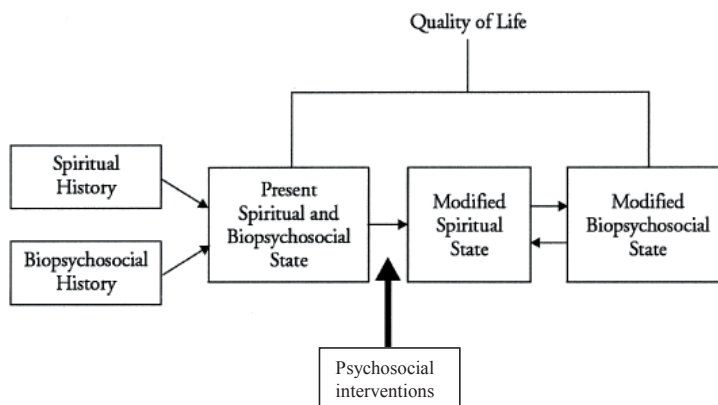 Quality of Life
Spiritual
History
Biopsychosocial
History
Present
Spiritual and
Biopsychosocial
State
Modified
Spiritual
State
Modified
Biopsychosocial
State
Psychosocial
interventions